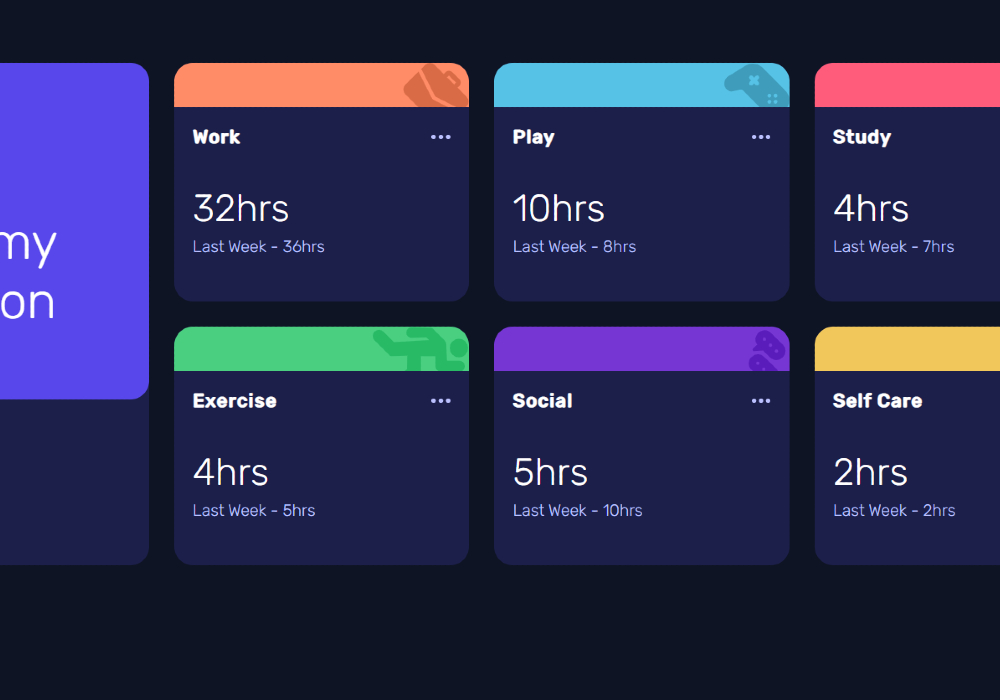 my
on
Work
32hrs
Last Week - 36hrs
Play
10hrs
Last Week - 8hrs
Study
4hrs
Last Week - 7hrs
Exercise
4hrs
Last Week - 5hrs
Social
5hrs
Last Week - 10hrs
Self Care
2hrs
Last Week - 2hrs